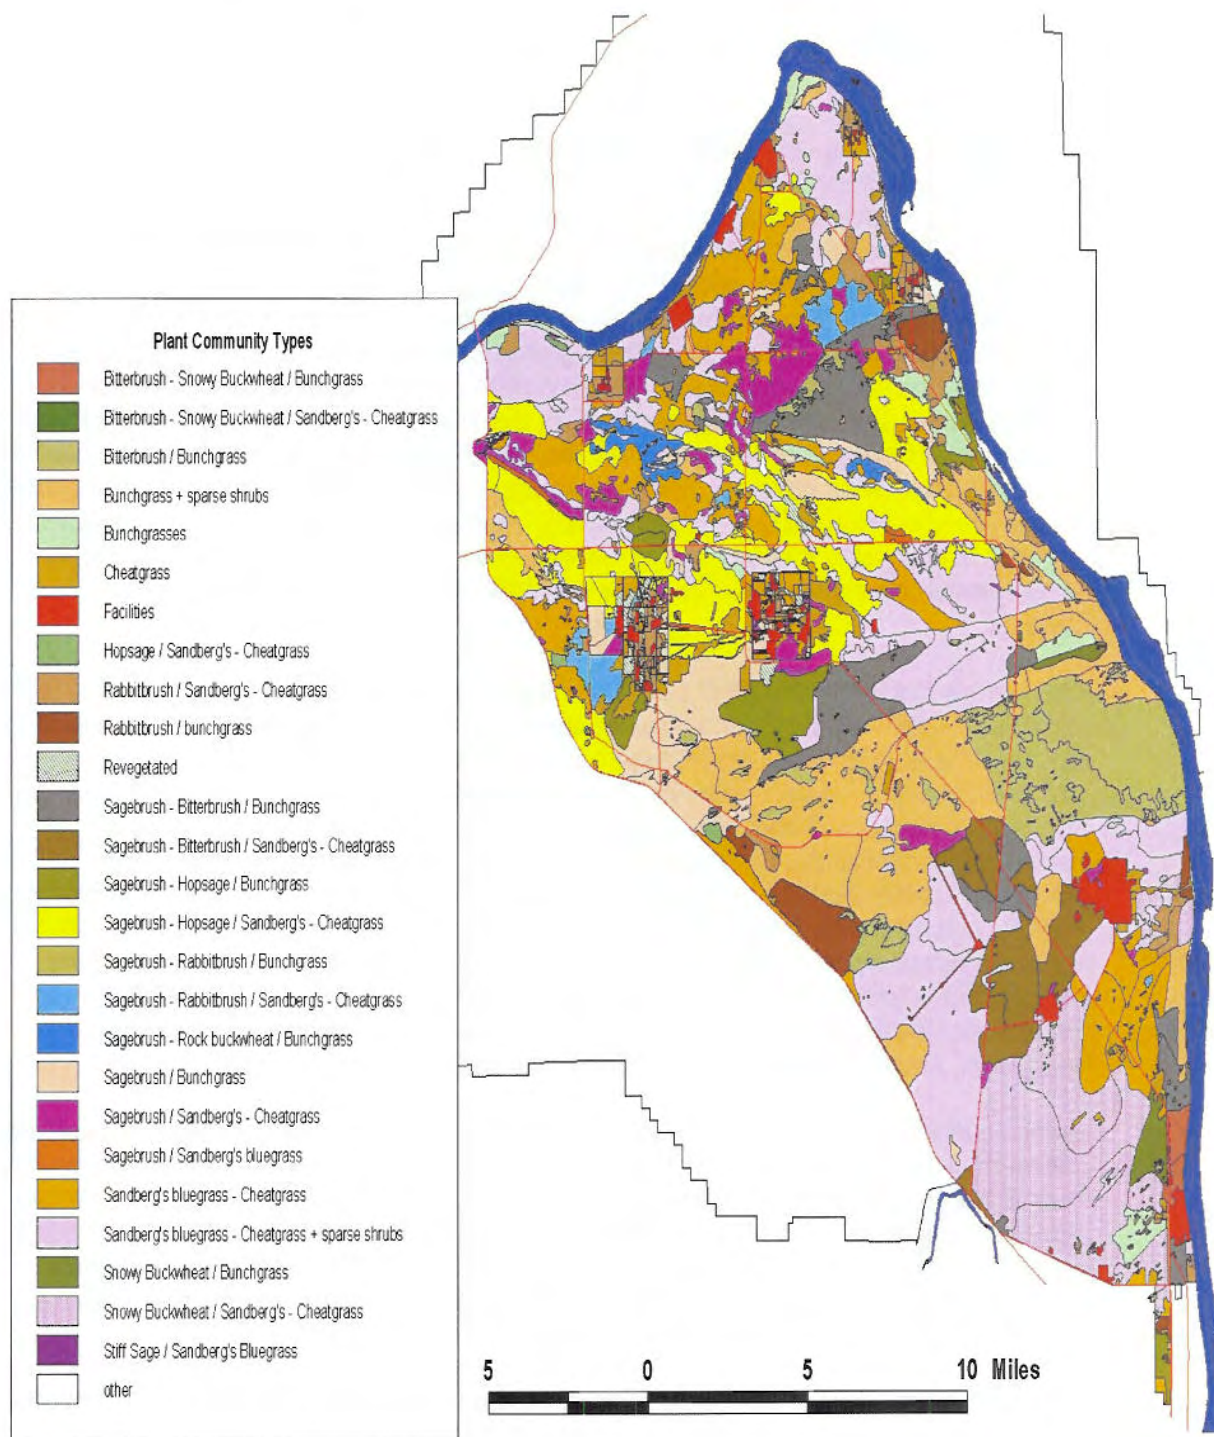 Plant Community Types
Bitterbrush - Snowy Buckwheat / Bunchgrass
Bitterbrush - Snowy Buckwheat / Sandberg's - Cheatgrass
Bitterbrush / Bunchgrass
Bunchgrass + sparse shrubs
Bunchgrasses
Cheatgrass
Facilities
Hopsage / Sandberg's - Cheatgrass
Rabbitbrush / Sandberg's - Cheatgrass
Rabbitbrush / bunchgrass
Revegetated
Sagebrush - Bitterbrush / Bunchgrass
Sagebrush - Bitterbrush / Sandberg's - Cheatgrass
Sagebrush - Hopsage / Bunchgrass
Sagebrush - Hopsage / Sandberg's - Cheatgrass
Sagebrush - Rabbitbrush / Bunchgrass
Sagebrush - Rabbitbrush / Sandberg's - Cheatgrass
Sagebrush - Rock buckwheat / Bunchgrass
Sagebrush / Bunchgrass
Sagebrush / Sandberg's - Cheatgrass
Sagebrush / Sandberg's bluegrass
Sandberg's bluegrass - Cheatgrass
Sandberg's bluegrass - Cheatgrass + sparse shrubs
Snowy Buckwheat / Bunchgrass
Snowy Buckwheat / Sandberg's - Cheatgrass
Stiff Sage / Sandberg's Bluegrass
other
5 0 5 10 Miles